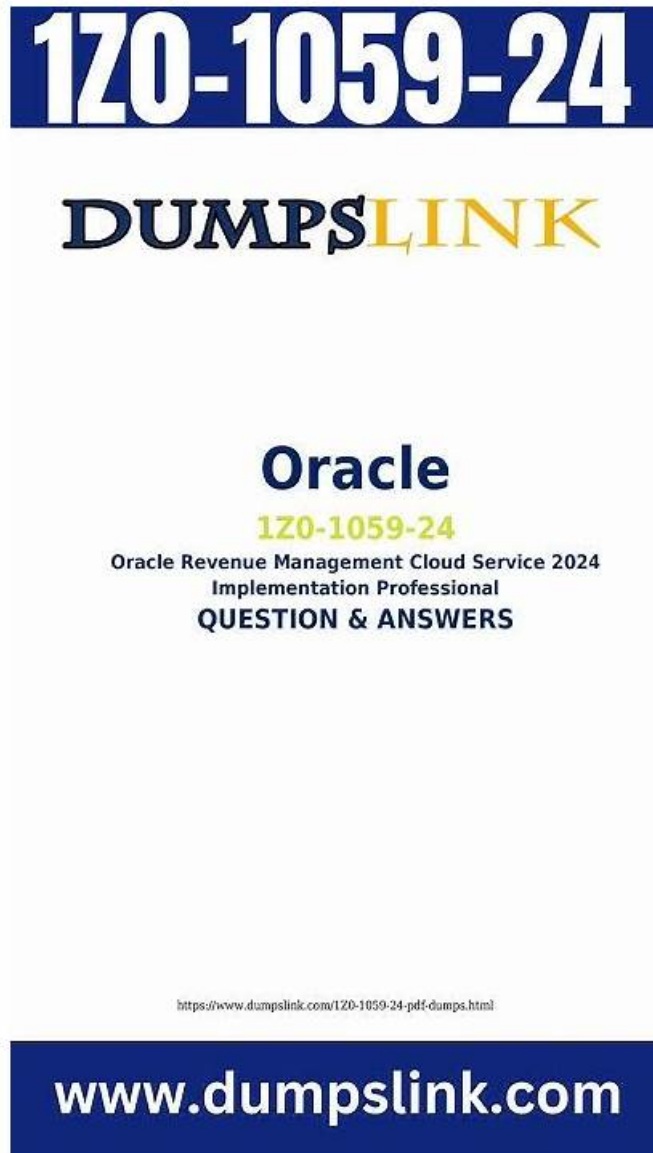 1Z0-1059-24
DUMPSLINK
Oracle
1Z0-1059-24
Oracle Revenue Management Cloud Service 2024
Implementation Professional
QUESTION & ANSWERS
https://www.dumpslink.com/1Z0-1059-24-pdf-dumps.html
www.dumpslink.com